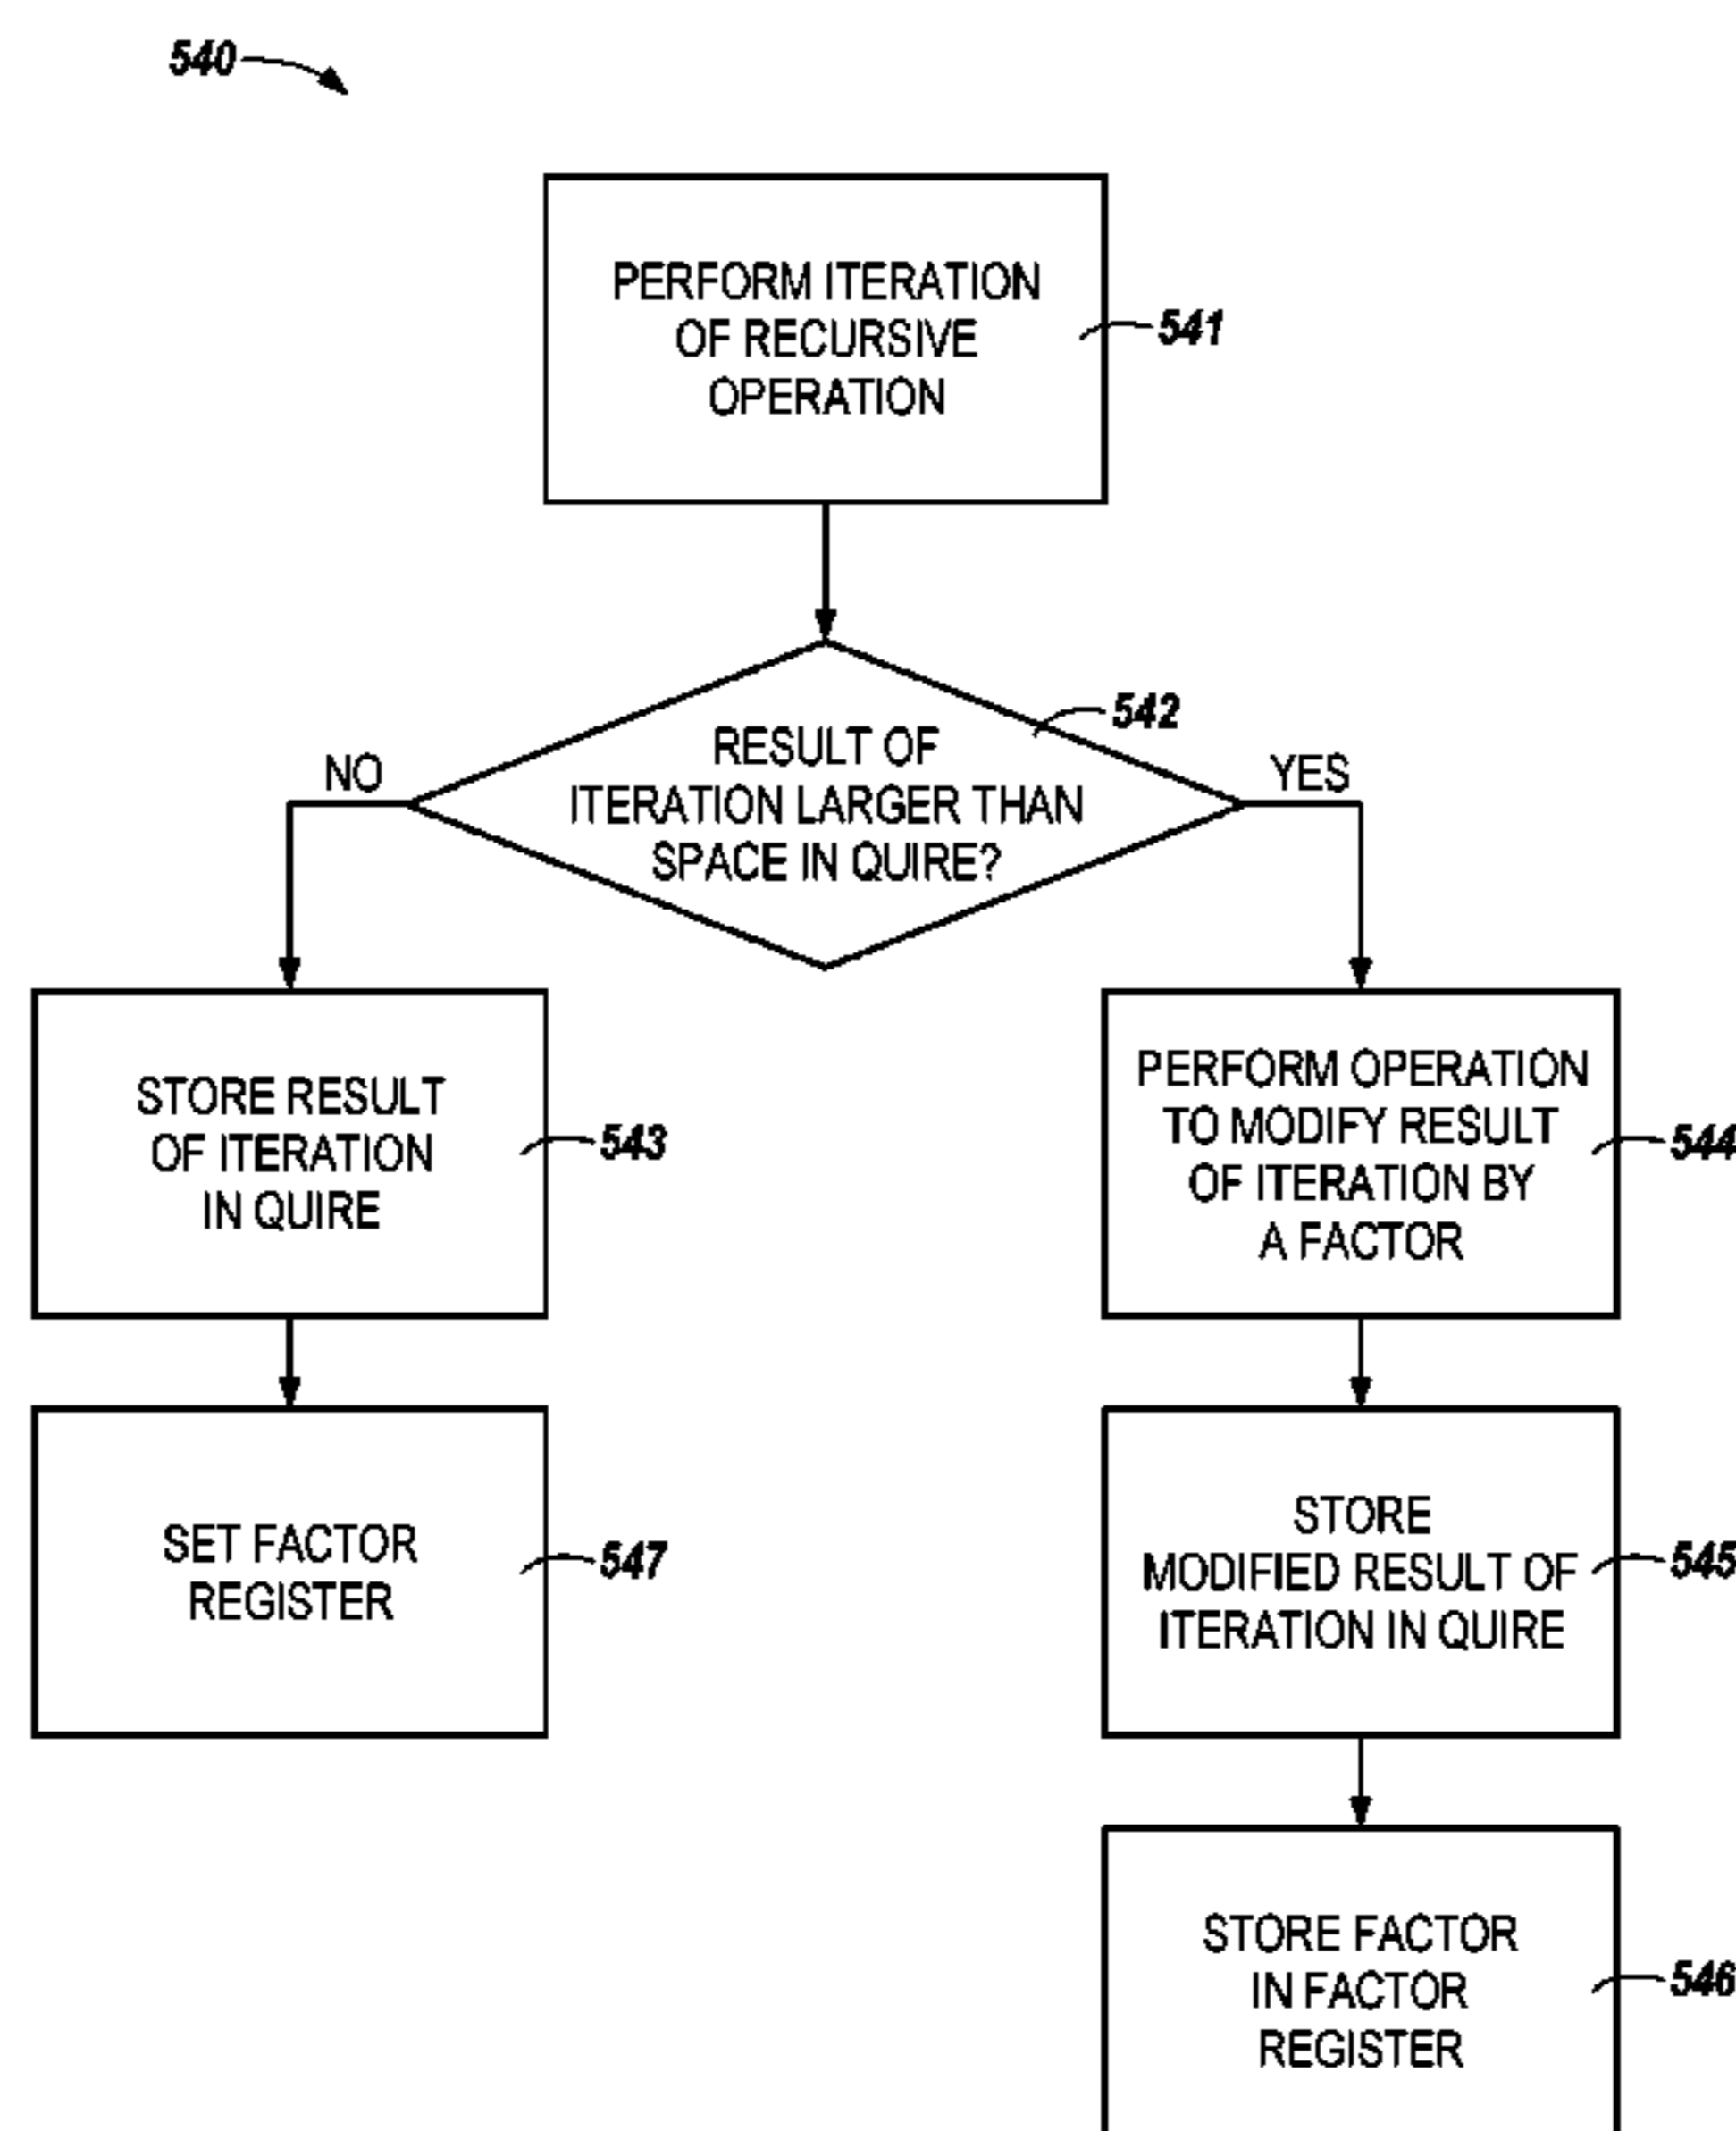 540
PERFORM ITERATION
OF RECURSIVE
OPERATION
541
542
RESULT OF
ITERATION LARGER THAN
SPACE IN QUIRE?
NO
YES
STORE RESULT
OF ITERATION
IN QUIRE
543
PERFORM OPERATION
TO MODIFY RESULT
OF ITERATION BY
A FACTOR
544
SET FACTOR
REGISTER
547
STORE
MODIFIED RESULT OF
ITERATION IN QUIRE
545
STORE FACTOR
IN FACTOR
REGISTER
546